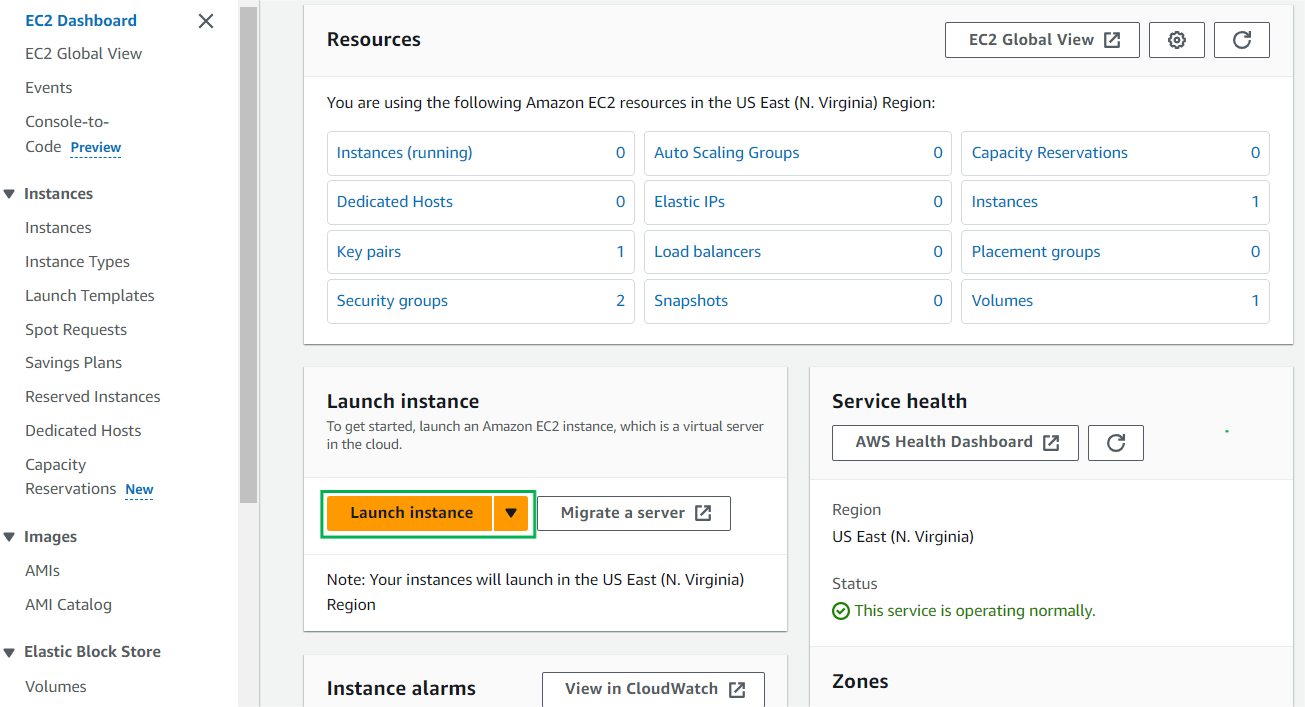 EC2 Dashboard
EC2 Global View
Events
Console-to-
Code Preview
Instances
Instances
Instance Types
Launch Templates
Spot Requests
Savings Plans
Reserved Instances
Dedicated Hosts
Capacity
Reservations New
Images
AMIs
AMI Catalog
Elastic Block Store
Volumes
Resources
EC2 Global View
You are using the following Amazon EC2 resources in the US East (N. Virginia) Region:
Instances (running) 0
Auto Scaling Groups 0
Capacity Reservations 0
Dedicated Hosts 0
Elastic IPs 0
Instances 1
Key pairs 1
Load balancers 0
Placement groups 0
Security groups 2
Snapshots 0
Volumes 1
Launch instance
To get started, launch an Amazon EC2 instance, which is a virtual server
in the cloud.
Launch instance
Migrate a server
Note: Your instances will launch in the US East (N. Virginia)
Region
Instance alarms
View in CloudWatch
Service health
AWS Health Dashboard
Region
US East (N. Virginia)
Status
This service is operating normally.
Zones